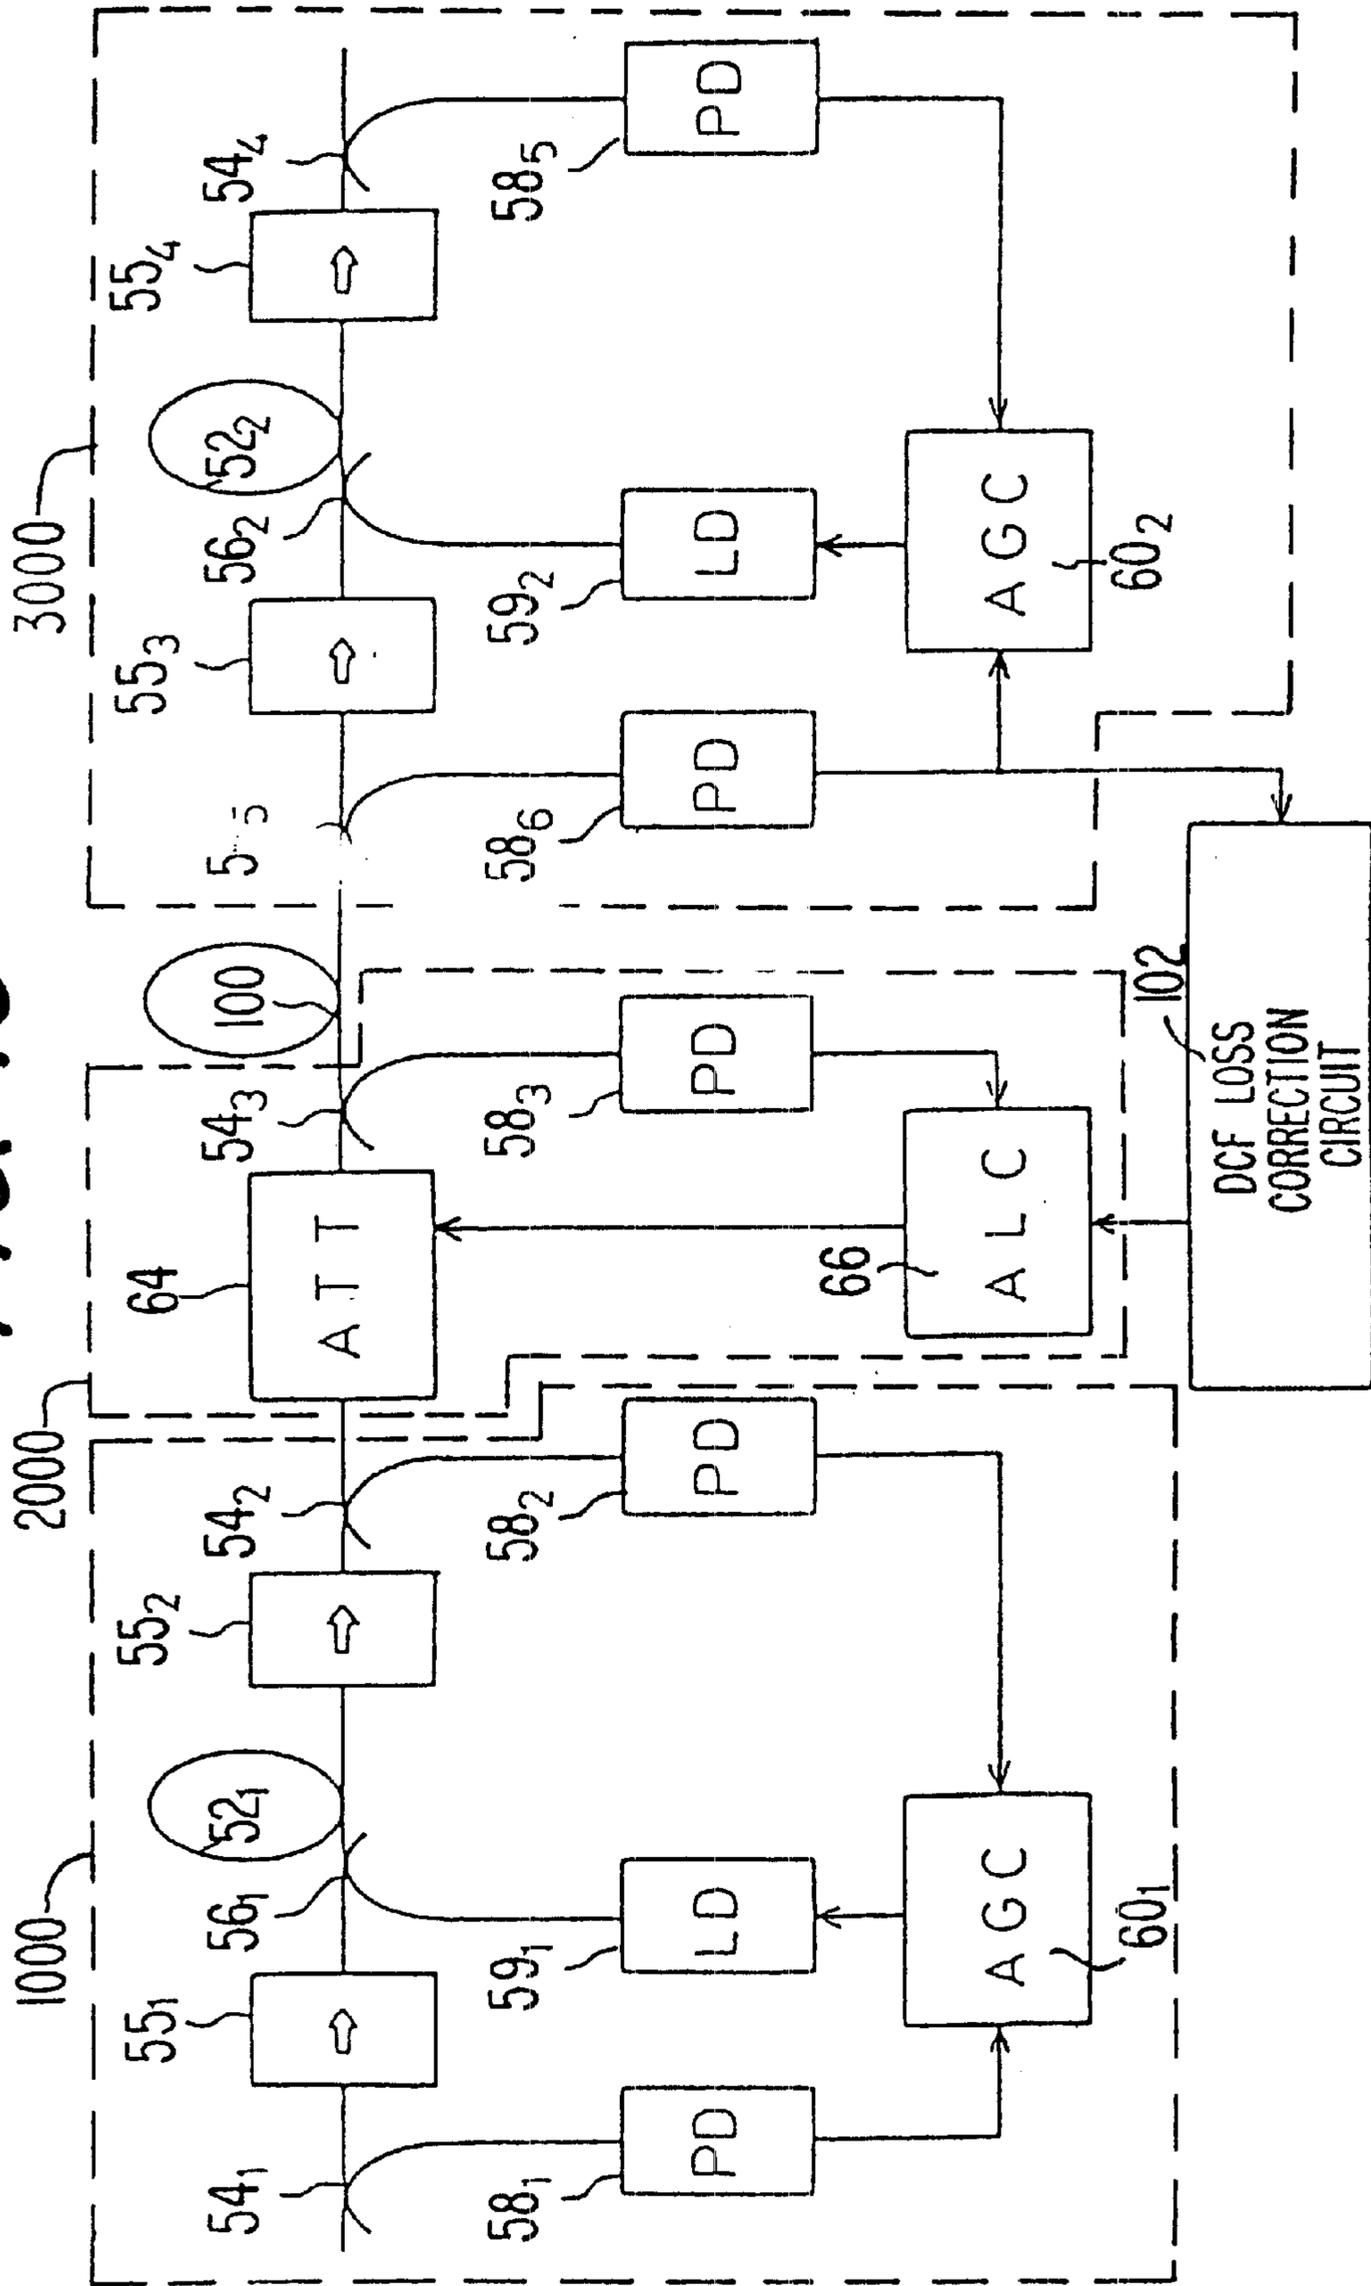 1000
2000
3000
54₁
55₁
56₁
52₁
55₂
54₂
64
ATT
54₃
100
55₃
56₂
52₂
55₄
54₄
58₁
PD
59₁
LD
58₂
PD
58₃
PD
58₆
PD
59₂
LD
58₅
PD
AGC
60₁
66
ALC
AGC
60₂
102
DCF LOSS
CORRECTION
CIRCUIT